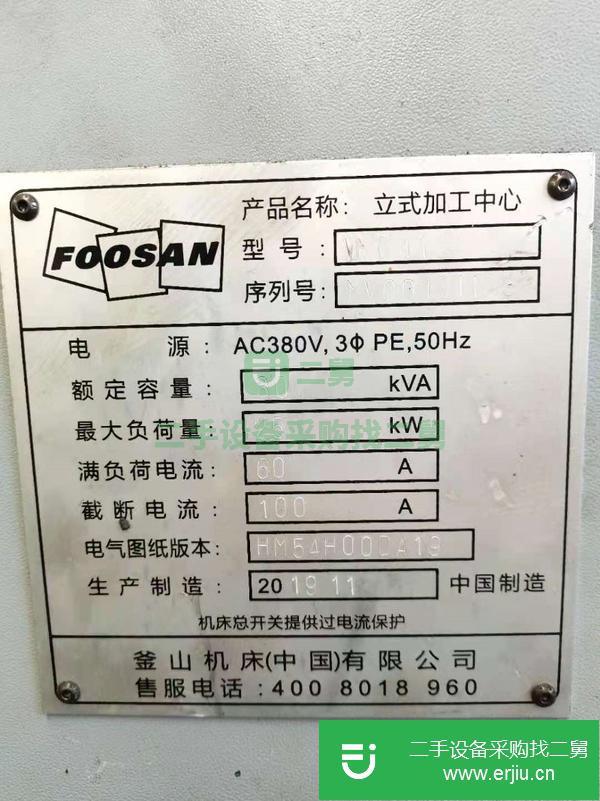 FOOSAN
产品名称: 立式加工中心
型号:
序列号:
电源: AC380V, 3Φ PE, 50Hz
额定容量: kVA
二舅
最大负荷量: kW
二手设备采购找二舅
满负荷电流: 60 A
截断电流: 100 A
电气图纸版本: HM54H00DA19
生产制造: 2019 11 中国制造
机床总开关提供过电流保护
釜山机床(中国)有限公司
售服电话:400 8018 960
二手设备采购找二舅
www.erjiu.cn